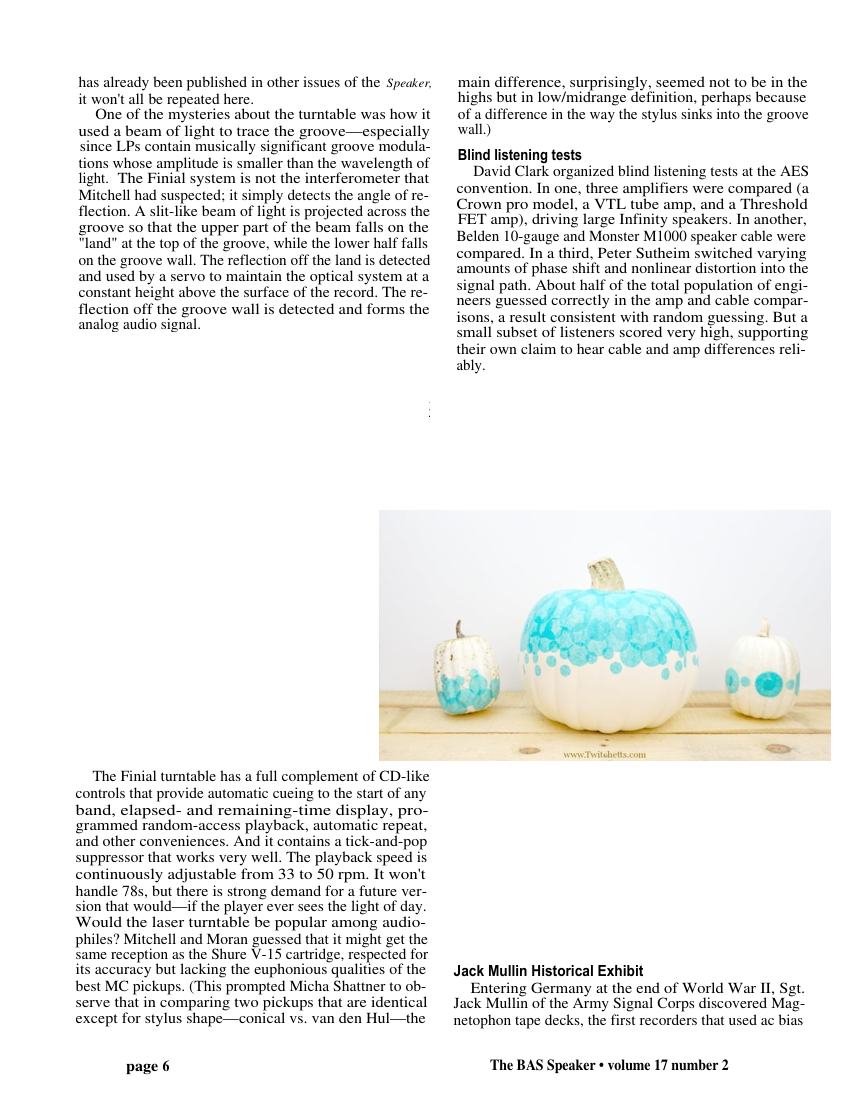 has already been published in other issues of the Speaker,
it won't all be repeated here.
One of the mysteries about the turntable was how it
used a beam of light to trace the groove—especially
since LPs contain musically significant groove modula-
tions whose amplitude is smaller than the wavelength of
light. The Finial system is not the interferometer that
Mitchell had suspected; it simply detects the angle of re-
flection. A slit-like beam of light is projected across the
groove so that the upper part of the beam falls on the
"land" at the top of the groove, while the lower half falls
on the groove wall. The reflection off the land is detected
and used by a servo to maintain the optical system at a
constant height above the surface of the record. The re-
flection off the groove wall is detected and forms the
analog audio signal.
The Finial turntable has a full complement of CD-like
controls that provide automatic cueing to the start of any
band, elapsed- and remaining-time display, pro-
grammed random-access playback, automatic repeat,
and other conveniences. And it contains a tick-and-pop
suppressor that works very well. The playback speed is
continuously adjustable from 33 to 50 rpm. It won't
handle 78s, but there is strong demand for a future ver-
sion that would—if the player ever sees the light of day.
Would the laser turntable be popular among audio-
philes? Mitchell and Moran guessed that it might get the
same reception as the Shure V-15 cartridge, respected for
its accuracy but lacking the euphonious qualities of the
best MC pickups. (This prompted Micha Shattner to ob-
serve that in comparing two pickups that are identical
except for stylus shape—conical vs. van den Hul—the
main difference, surprisingly, seemed not to be in the
highs but in low/midrange definition, perhaps because
of a difference in the way the stylus sinks into the groove
wall.)
Blind listening tests
David Clark organized blind listening tests at the AES
convention. In one, three amplifiers were compared (a
Crown pro model, a VTL tube amp, and a Threshold
FET amp), driving large Infinity speakers. In another,
Belden 10-gauge and Monster M1000 speaker cable were
compared. In a third, Peter Sutheim switched varying
amounts of phase shift and nonlinear distortion into the
signal path. About half of the total population of engi-
neers guessed correctly in the amp and cable compar-
isons, a result consistent with random guessing. But a
small subset of listeners scored very high, supporting
their own claim to hear cable and amp differences reli-
ably.
www.Twitchetts.com
Jack Mullin Historical Exhibit
Entering Germany at the end of World War II, Sgt.
Jack Mullin of the Army Signal Corps discovered Mag-
netophon tape decks, the first recorders that used ac bias
page 6
The BAS Speaker • volume 17 number 2